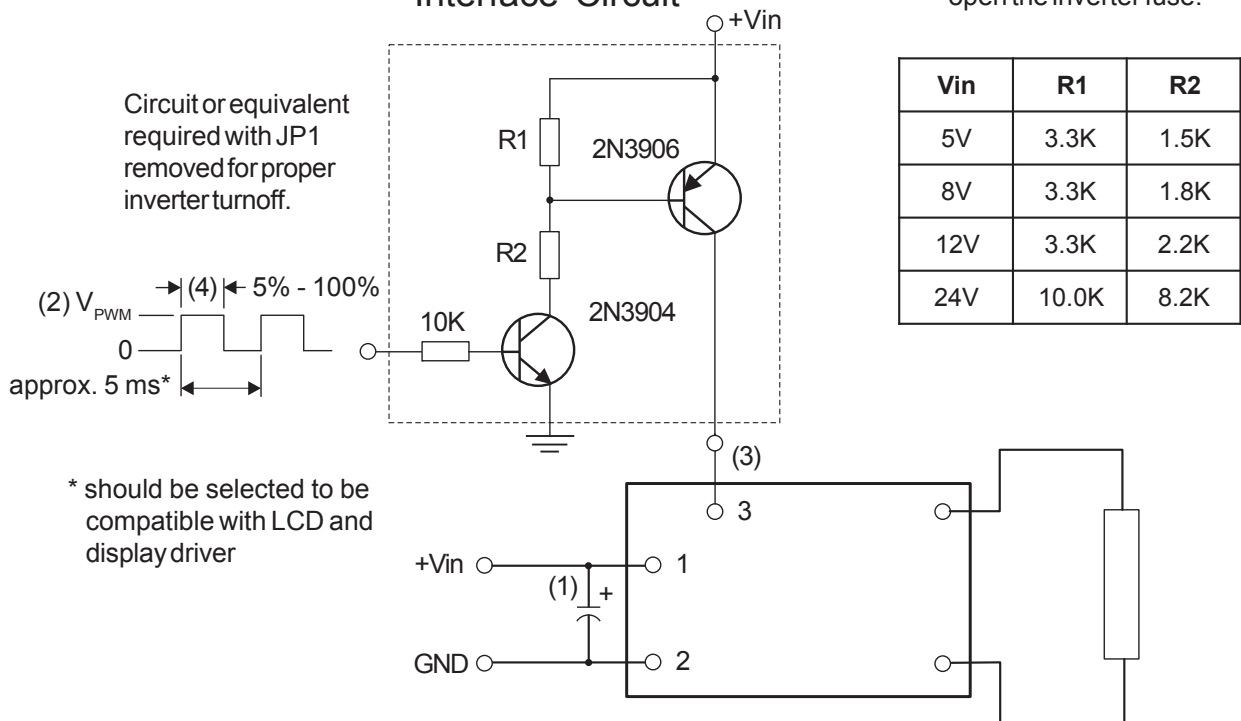 Interface Circuit
open the inverter fuse.
+Vin
Circuit or equivalent
required with JP1
removed for proper
inverter turnoff.
R1
2N3906
R2
(2) V PWM
(4)
5% - 100%
0
approx. 5 ms*
10K
2N3904
Vin R1 R2
5V 3.3K 1.5K
8V 3.3K 1.8K
12V 3.3K 2.2K
24V 10.0K 8.2K
(3)
* should be selected to be
compatible with LCD and
display driver
3
+Vin
1
(1)
+
GND
2